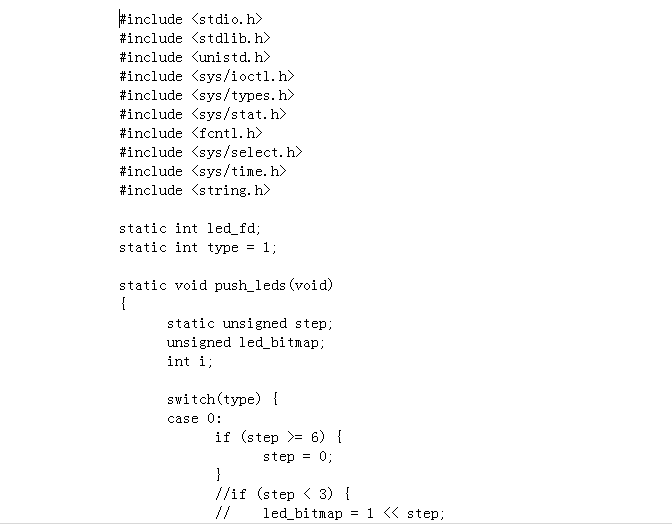 #include <stdio.h>
#include <stdlib.h>
#include <unistd.h>
#include <sys/ioctl.h>
#include <sys/types.h>
#include <sys/stat.h>
#include <fcntl.h>
#include <sys/select.h>
#include <sys/time.h>
#include <string.h>

static int led_fd;
static int type = 1;

static void push_leds(void)
{
      static unsigned step;
      unsigned led_bitmap;
      int i;

      switch(type) {
      case 0:
            if (step >= 6) {
                  step = 0;
            }
            //if (step < 3) {
            //    led_bitmap = 1 << step;